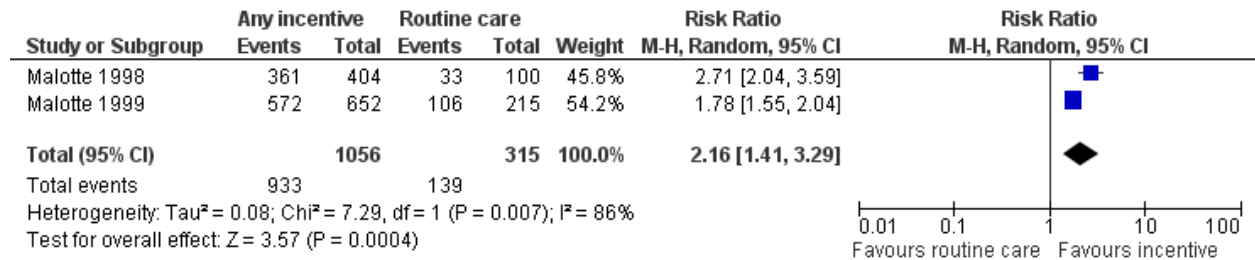 Any incentive Routine care Risk Ratio Risk Ratio
Study or Subgroup Events Total Events Total Weight M-H, Random, 95% CI M-H, Random, 95% CI
Malotte 1998 361 404 33 100 45.8% 2.71 [2.04, 3.59]
Malotte 1999 572 652 106 215 54.2% 1.78 [1.55, 2.04]
Total (95% CI) 1056 315 100.0% 2.16 [1.41, 3.29]
Total events 933 139
Heterogeneity: Tau² = 0.08; Chi² = 7.29, df = 1 (P = 0.007); I² = 86%
Test for overall effect: Z = 3.57 (P = 0.0004)
0.01 0.1 1 10 100
Favours routine care Favours incentive